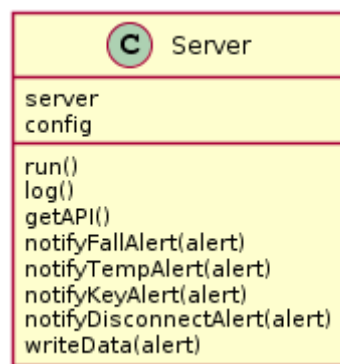 C Server
server
config
run()
log()
getAPI()
notifyFallAlert(alert)
notifyTempAlert(alert)
notifyKeyAlert(alert)
notifyDisconnectAlert(alert)
writeData(alert)